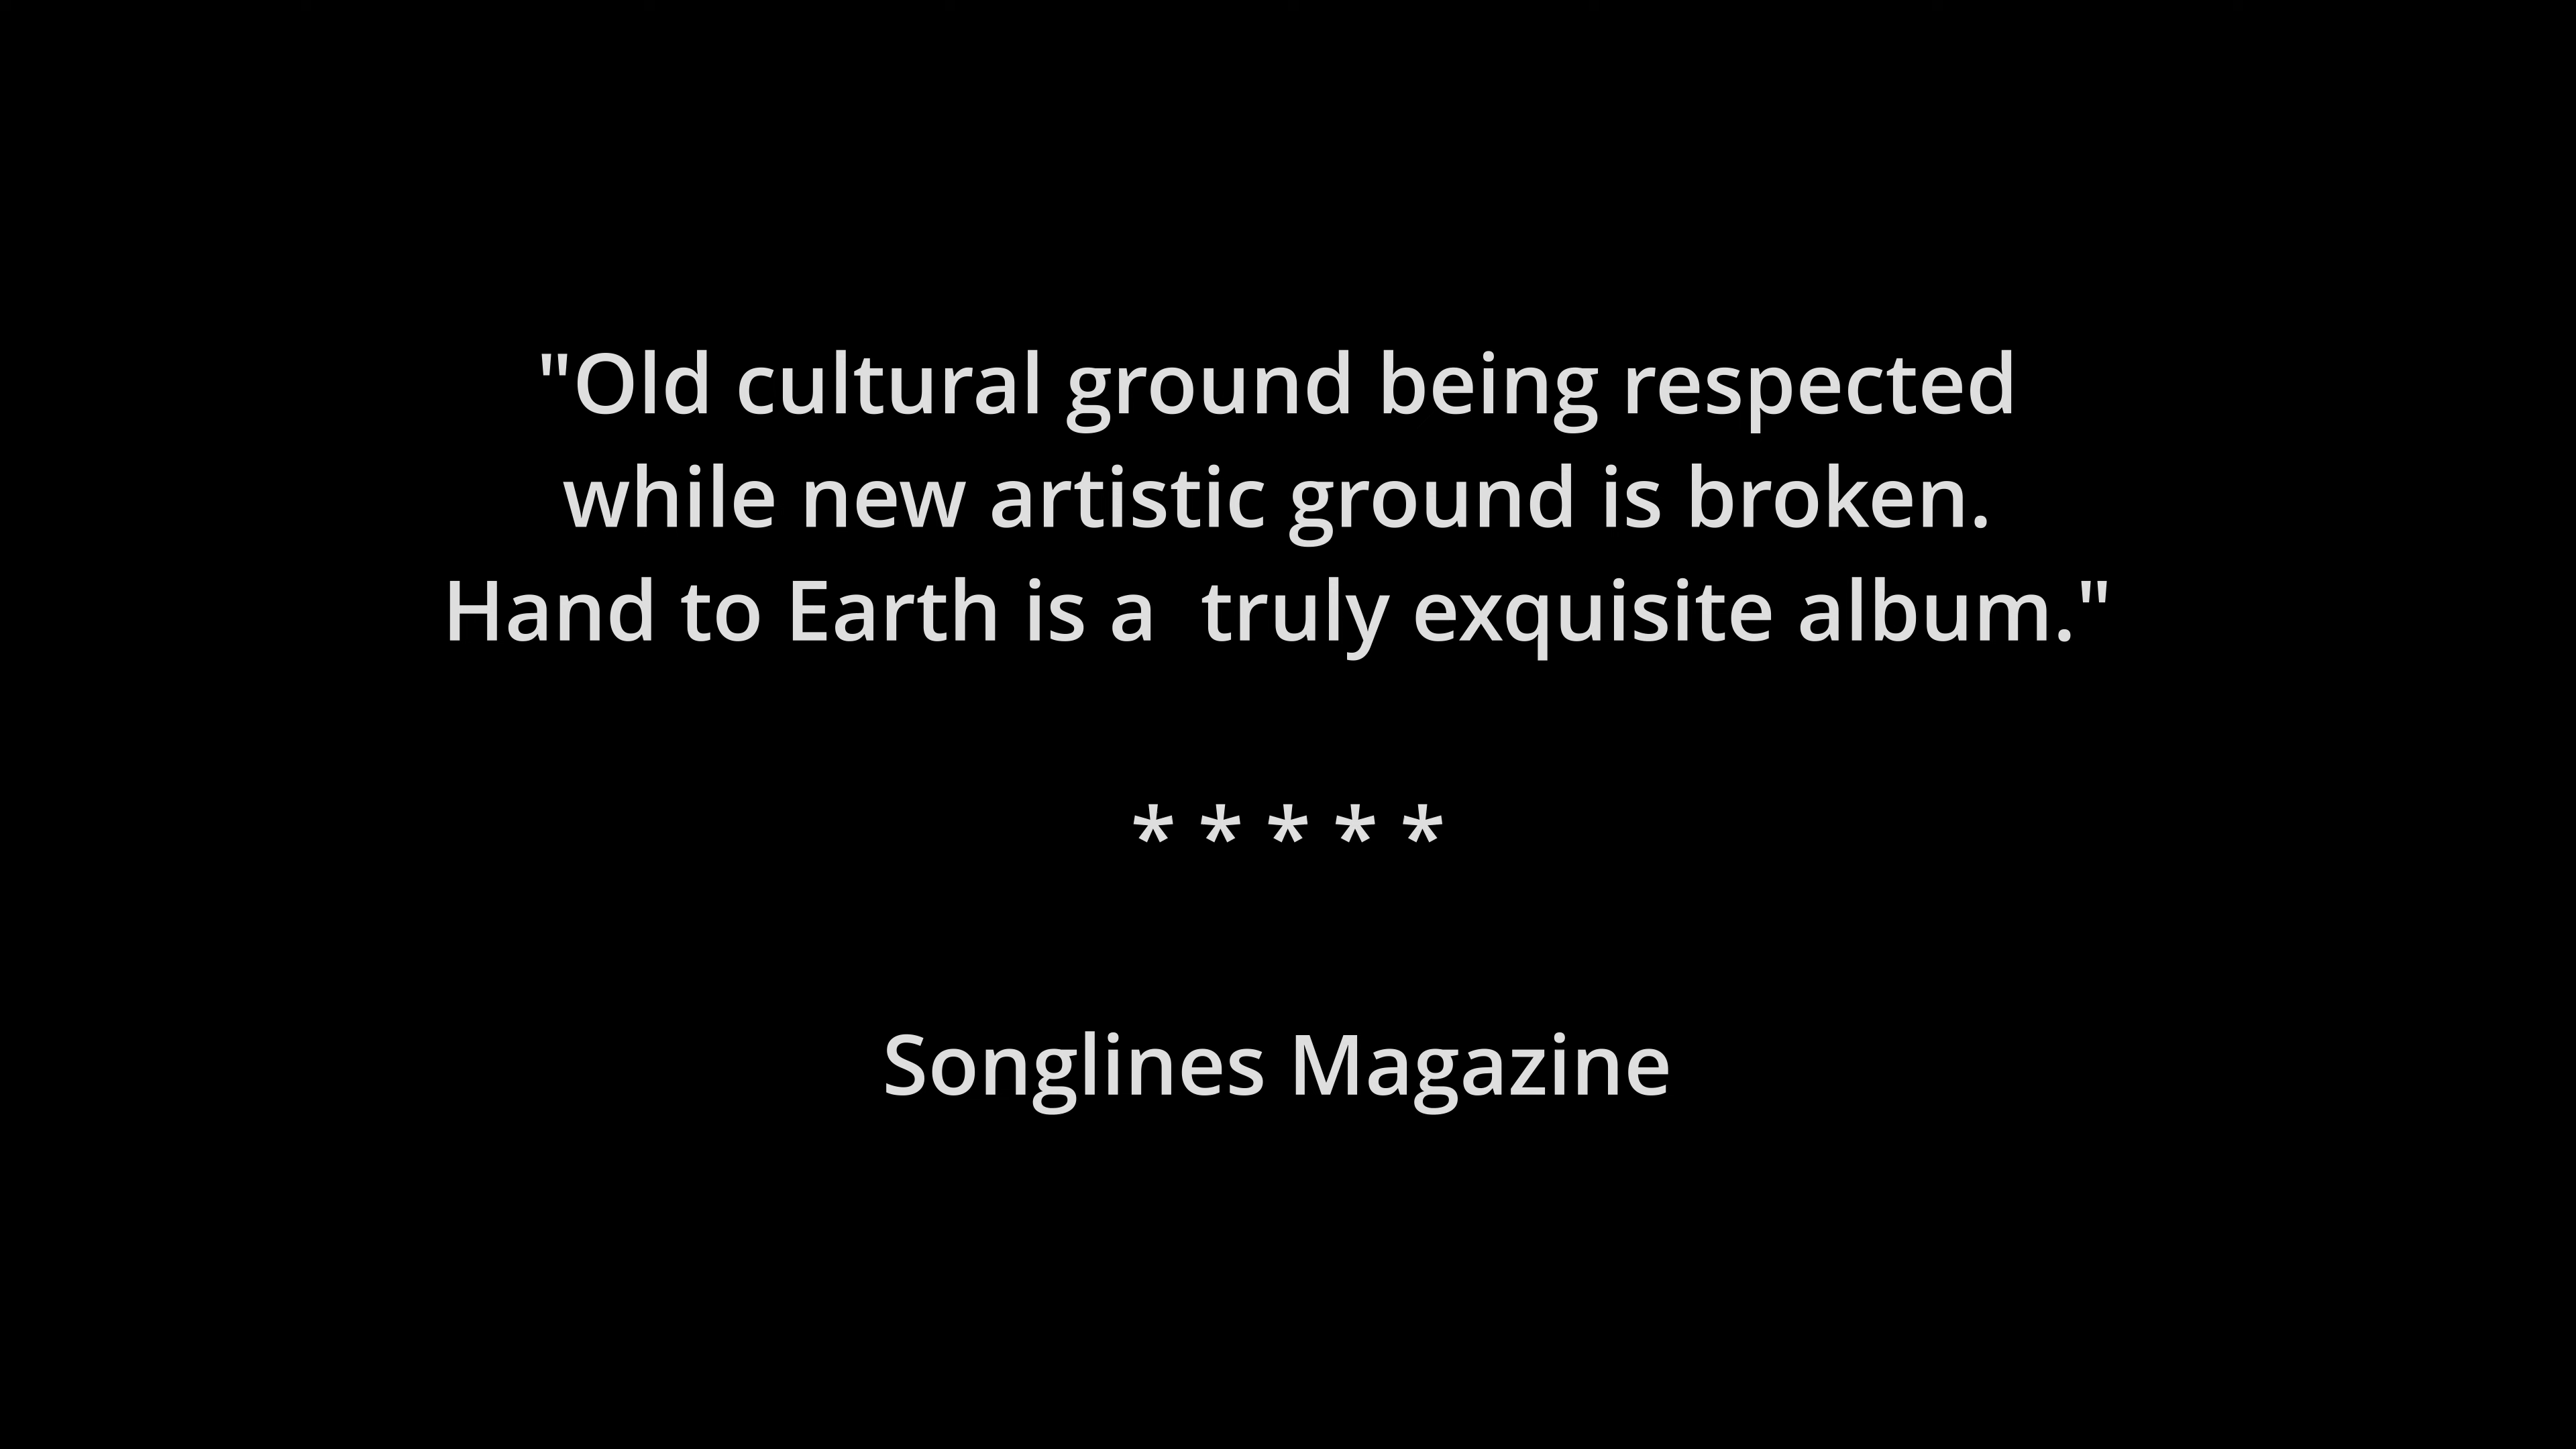 "Old cultural ground being respected
while new artistic ground is broken.
Hand to Earth is a  truly exquisite album."
* * * * *
Songlines Magazine